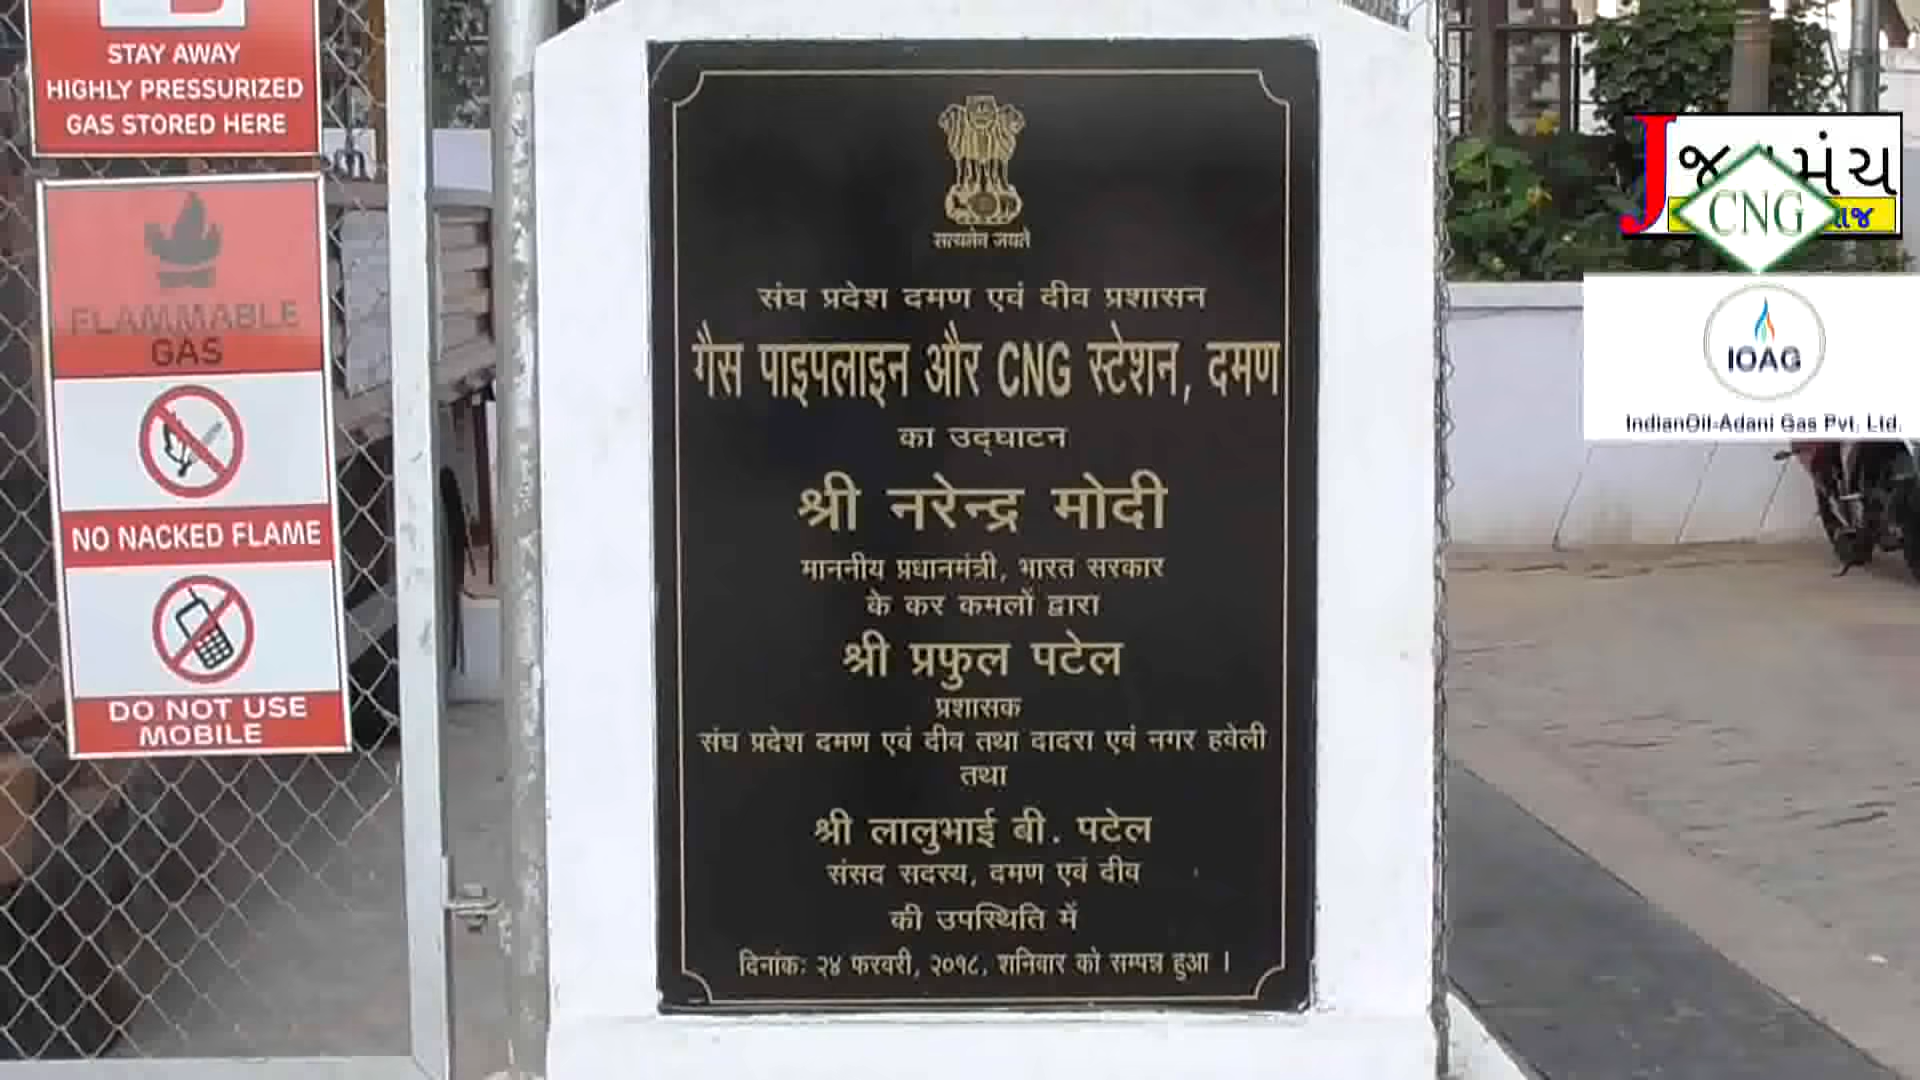 STAY AWAY
HIGHLY PRESSURIZED
GAS STORED HERE
FLAMMABLE
GAS
NO NACKED FLAME
DO NOT USE
MOBILE
सत्यमेव जयते
संघ प्रदेश दमण एवं दीव प्रशासन
गैस पाइपलाइन और CNG स्टेशन, दमण
का उद्घाटन
श्री नरेन्द्र मोदी
माननीय प्रधानमंत्री, भारत सरकार
के कर कमलों द्वारा
श्री प्रफुल पटेल
प्रशासक
संघ प्रदेश दमण एवं दीव तथा दादरा एवं नगर हवेली
तथा
श्री लालुभाई बी. पटेल
संसद सदस्य, दमण एवं दीव
की उपस्थिति में
दिनांकः २४ फरवरी, २०१८, शनिवार को सम्पन्न हुआ ।
CNG
IOAG
IndianOil-Adani Gas Pvt. Ltd.